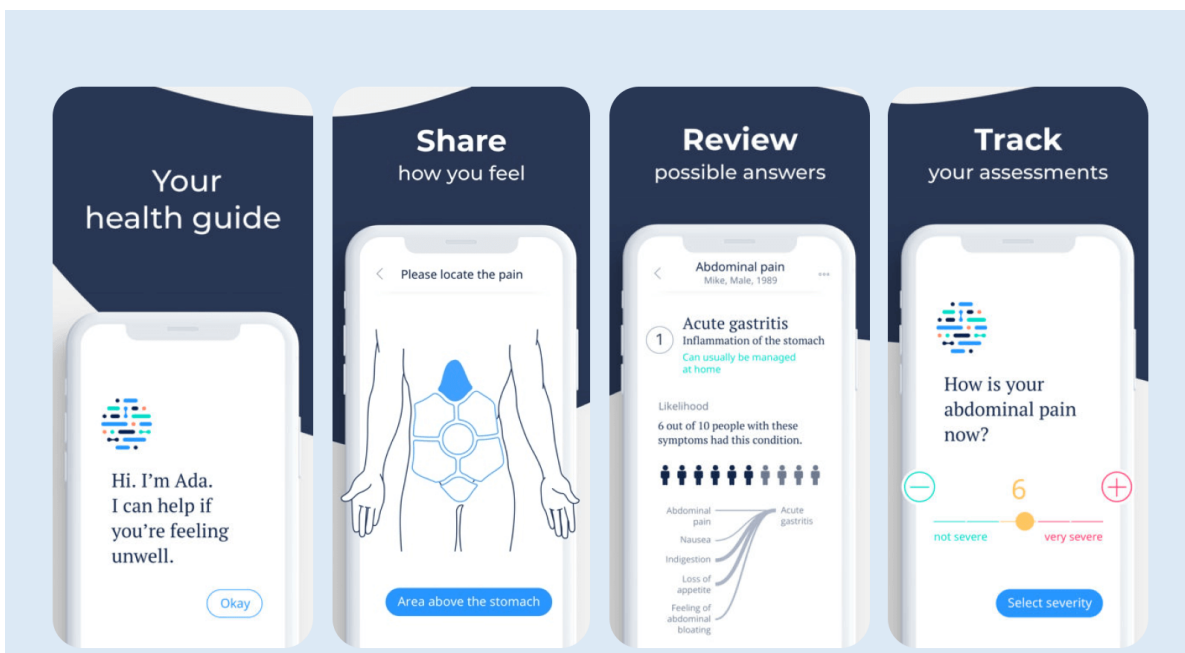 Your
health guide
Hi. I'm Ada.
I can help if
you're feeling
unwell.
Okay
Share
how you feel
Please locate the pain
Area above the stomach
Review
possible answers
Abdominal pain
Mike, Male, 1989
1
Acute gastritis
Inflammation of the stomach
Can usually be managed
at home
Likelihood
6 out of 10 people with these
symptoms had this condition.
Abdominal
pain
Acute
gastritis
Nausea
Indigestion
Loss of
appetite
Feeling of
abdominal
bloating
Track
your assessments
How is your
abdominal pain
now?
6
not severe
very severe
Select severity